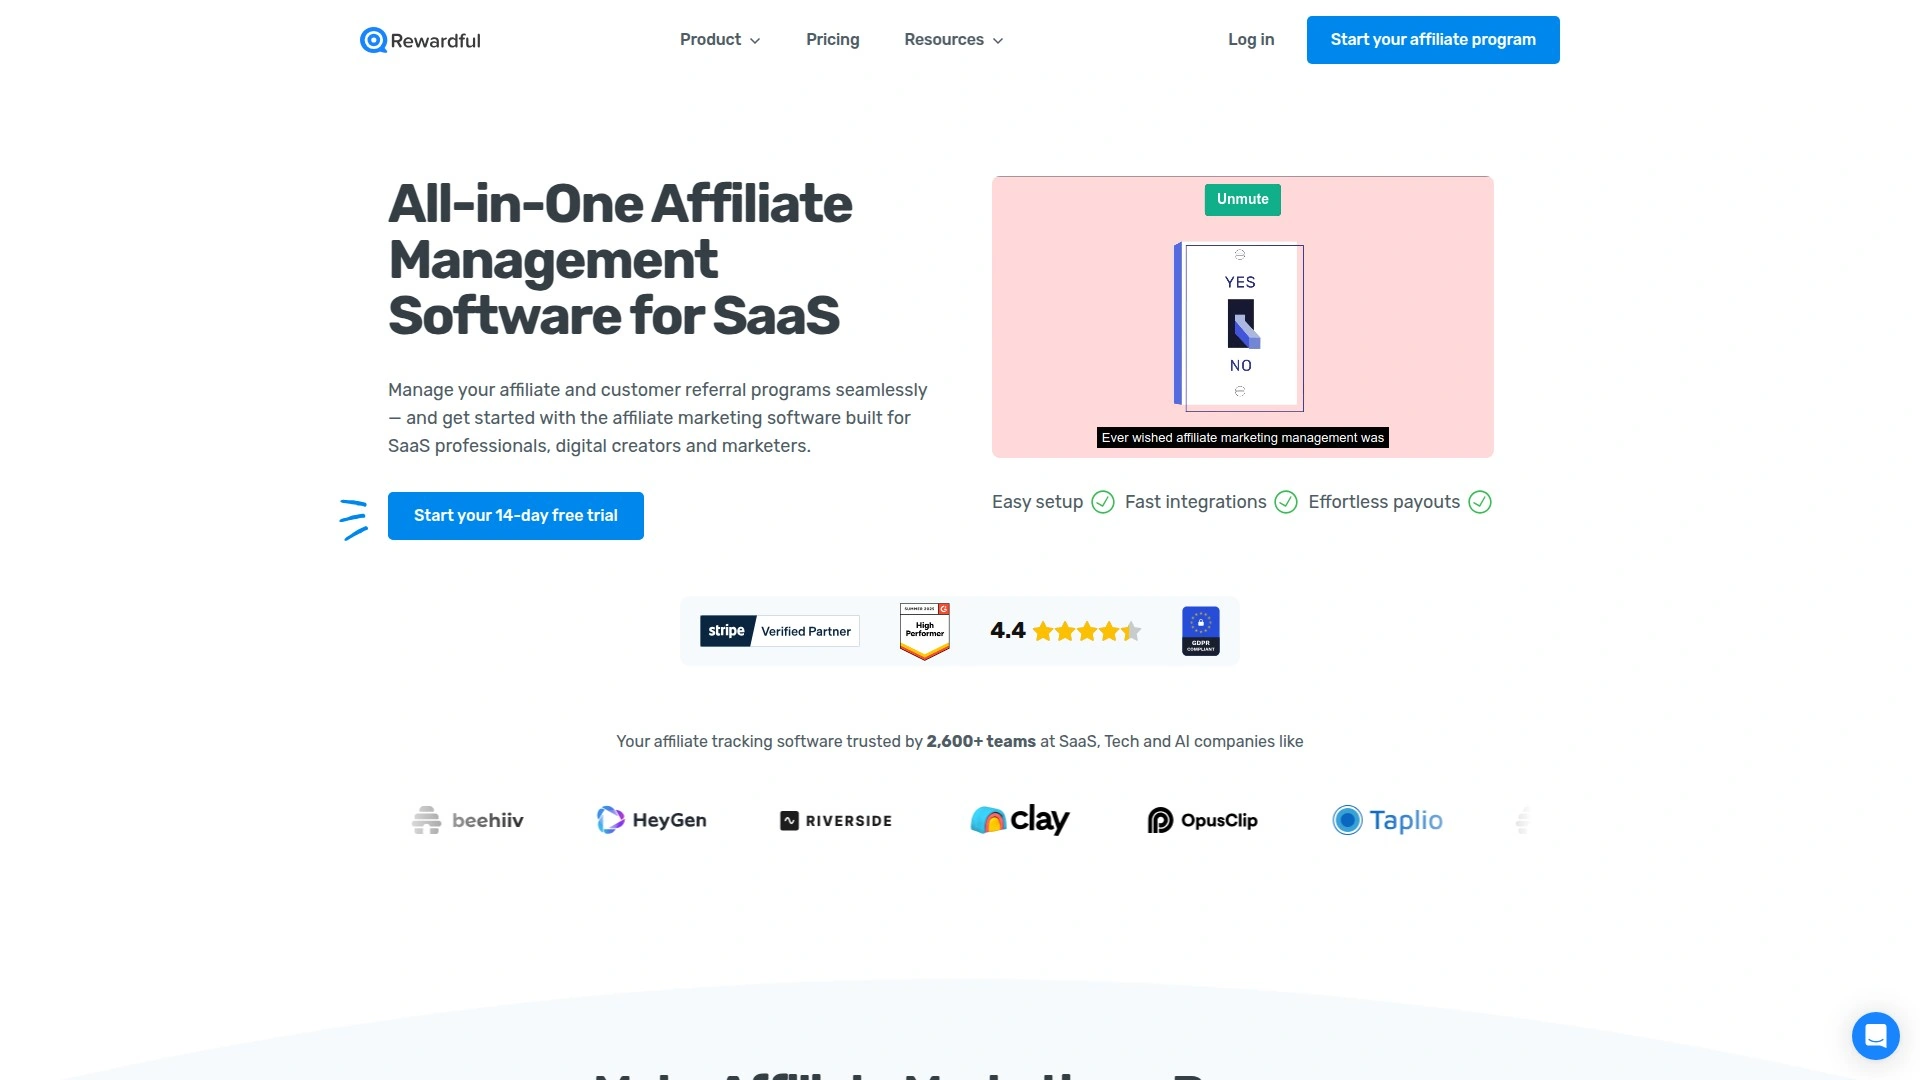 Rewardful
Product
Pricing
Resources
Log in
Start your affiliate program
All-in-One Affiliate
Management
Software for SaaS
Manage your affiliate and customer referral programs seamlessly
— and get started with the affiliate marketing software built for
SaaS professionals, digital creators and marketers.
Start your 14-day free trial
Unmute
YES
NO
Ever wished affiliate marketing management was
Easy setup
Fast integrations
Effortless payouts
stripe
Verified Partner
SUMMER 2025
High
Performer
4.4
GDPR
COMPLIANT
Your affiliate tracking software trusted by 2,600+ teams at SaaS, Tech and AI companies like
beehiiv
HeyGen
RIVERSIDE
clay
OpusClip
Taplio